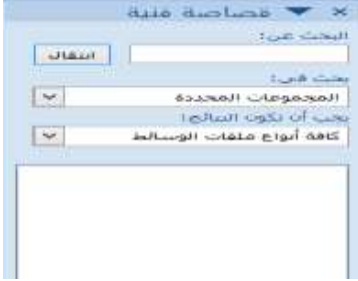 قصاصة فنية
البحث عن:
انتقال
بحث في:
المجموعات المحددة
يجب أن تكون النتائج:
كافة أنواع ملفات الوسائط